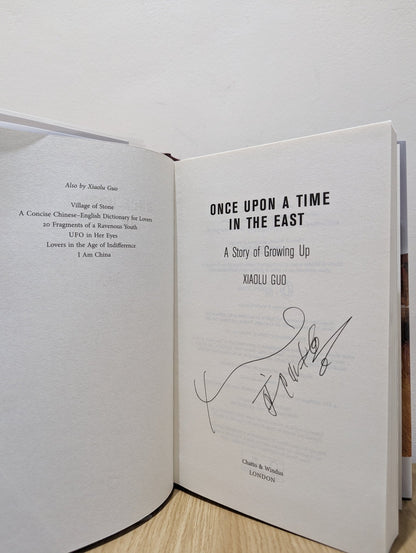 Also by Xiaolu Guo
Village of Stone
A Concise Chinese–English Dictionary for Lovers
20 Fragments of a Ravenous Youth
UFO in Her Eyes
Lovers in the Age of Indifference
I Am China
ONCE UPON A TIME
IN THE EAST
A Story of Growing Up
XIAOLU GUO
Chatto & Windus
LONDON